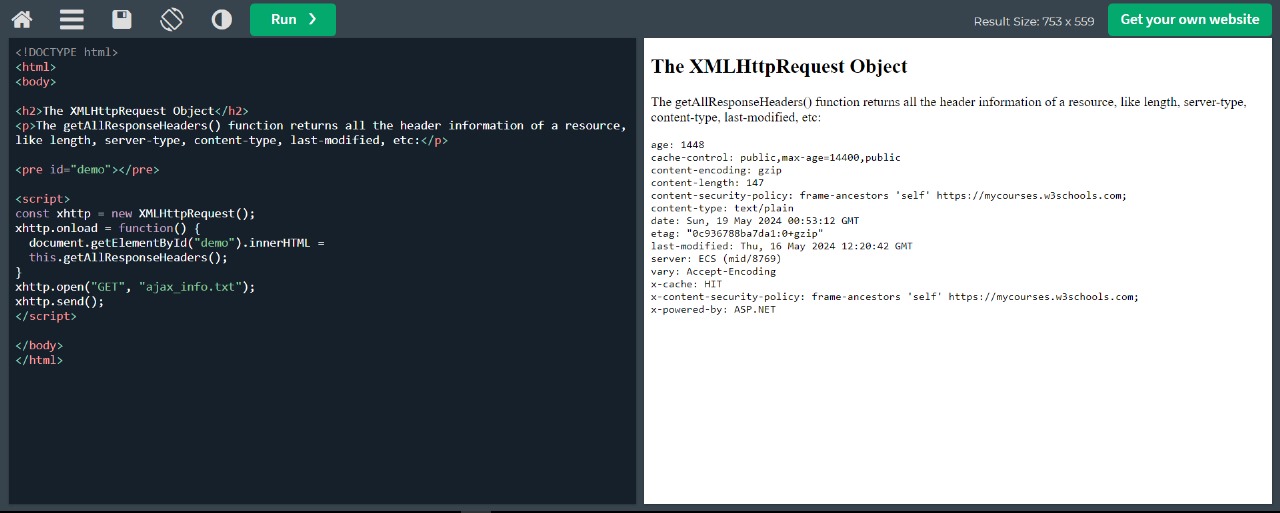 Run ❯
Result Size: 753 x 559
Get your own website
<!DOCTYPE html>
<html>
<body>
<h2>The XMLHttpRequest Object</h2>
<p>The getAllResponseHeaders() function returns all the header information of a resource,
like length, server-type, content-type, last-modified, etc:</p>
<pre id="demo"></pre>
<script>
const xhttp = new XMLHttpRequest();
xhttp.onload = function() {
  document.getElementById("demo").innerHTML =
  this.getAllResponseHeaders();
}
xhttp.open("GET", "ajax_info.txt");
xhttp.send();
</script>
</body>
</html>
The XMLHttpRequest Object
The getAllResponseHeaders() function returns all the header information of a resource, like length, server-type,
content-type, last-modified, etc:
age: 1448
cache-control: public,max-age=14400,public
content-encoding: gzip
content-length: 147
content-security-policy: frame-ancestors 'self' https://mycourses.w3schools.com;
content-type: text/plain
date: Sun, 19 May 2024 00:53:12 GMT
etag: "0c936788ba7da1:0+gzip"
last-modified: Thu, 16 May 2024 12:20:42 GMT
server: ECS (mid/8769)
vary: Accept-Encoding
x-cache: HIT
x-content-security-policy: frame-ancestors 'self' https://mycourses.w3schools.com;
x-powered-by: ASP.NET